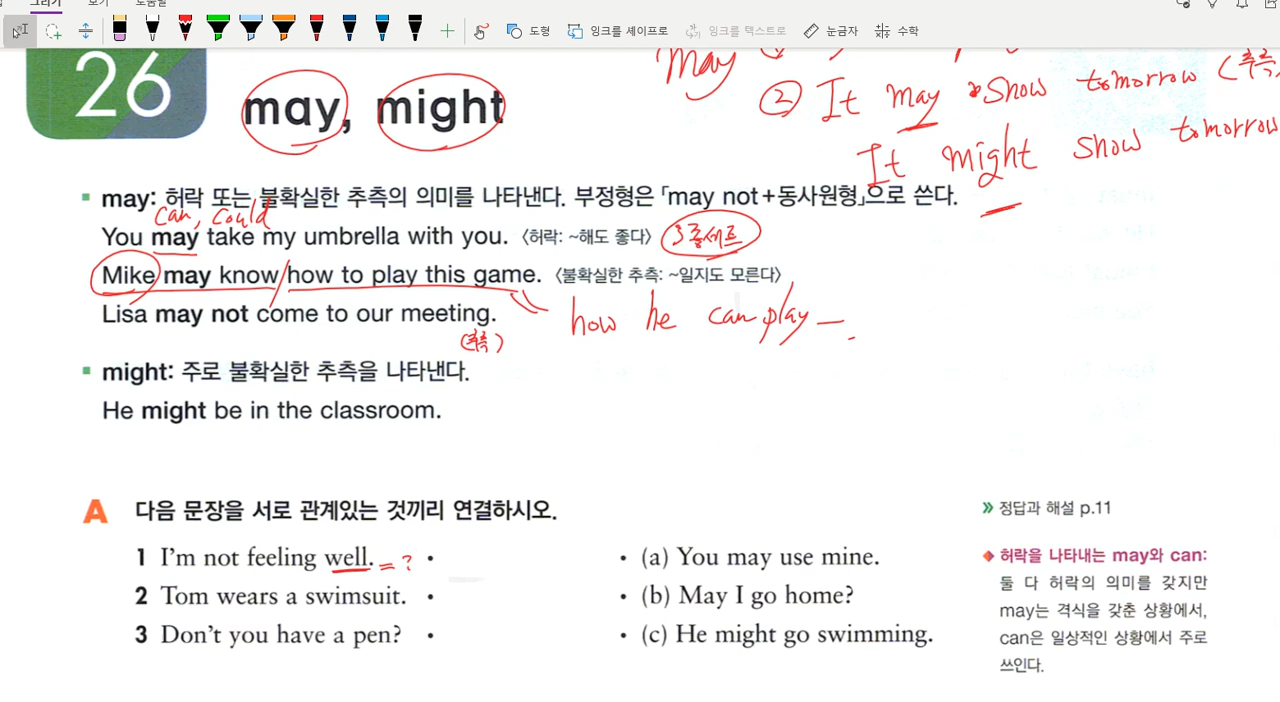 그리기 보기 도움말
도형 잉크를 셰이프로 잉크를 텍스트로 눈금자 수학
26
may, might
May ①
② It may show tomorrow (추측
It might show tomorrow
may: 허락 또는 불확실한 추측의 의미를 나타낸다. 부정형은 「may not+동사원형」으로 쓴다.
can, could
You may take my umbrella with you. 〈허락: ~해도 좋다〉
Mike may know how to play this game. 〈불확실한 추측: ~일지도 모른다〉
Lisa may not come to our meeting.
how he can play
(추측)
might: 주로 불확실한 추측을 나타낸다.
He might be in the classroom.
A 다음 문장을 서로 관계있는 것끼리 연결하시오.
1 I'm not feeling well. = ? • • (a) You may use mine.
2 Tom wears a swimsuit. • • (b) May I go home?
3 Don't you have a pen? • • (c) He might go swimming.
» 정답과 해설 p.11
◆ 허락을 나타내는 may와 can:
둘 다 허락의 의미를 갖지만
may는 격식을 갖춘 상황에서,
can은 일상적인 상황에서 주로
쓰인다.